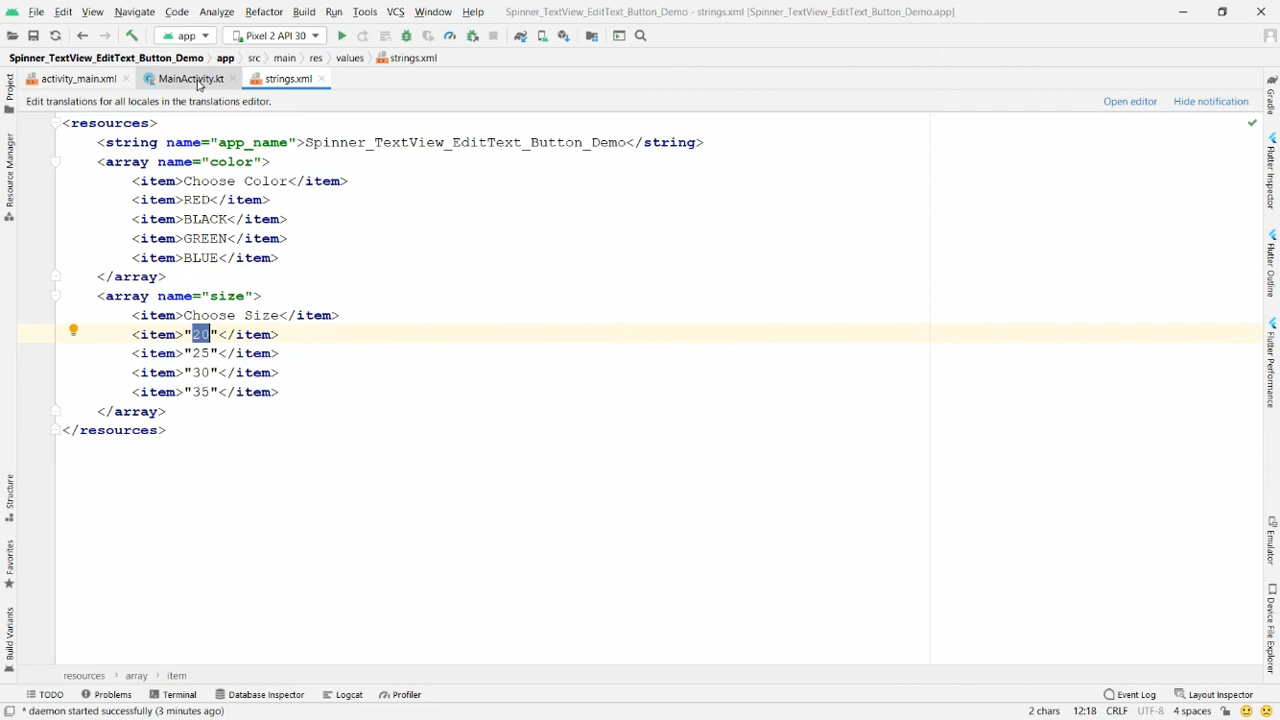 File Edit View Navigate Code Analyze Refactor Build Run Tools VCS Window Help Spinner_TextView_EditText_Button_Demo - strings.xml [Spinner_TextView_EditText_Button_Demo.app]
app Pixel 2 API 30
Spinner_TextView_EditText_Button_Demo > app > src > main > res > values > strings.xml
activity_main.xml MainActivity.kt strings.xml
Edit translations for all locales in the translations editor. Open editor Hide notification
<resources>
<string name="app_name">Spinner_TextView_EditText_Button_Demo</string>
<array name="color">
<item>Choose Color</item>
<item>RED</item>
<item>BLACK</item>
<item>GREEN</item>
<item>BLUE</item>
</array>
<array name="size">
<item>Choose Size</item>
<item>"20"</item>
<item>"25"</item>
<item>"30"</item>
<item>"35"</item>
</array>
</resources>
Project
Resource Manager
Structure
Favorites
Build Variants
Gradle
Flutter Inspector
Flutter Outline
Flutter Performance
Emulator
Device File Explorer
resources > array > item
TODO Problems Terminal Database Inspector Logcat Profiler Event Log Layout Inspector
* daemon started successfully (3 minutes ago) 2 chars 12:18 CRLF UTF-8 4 spaces